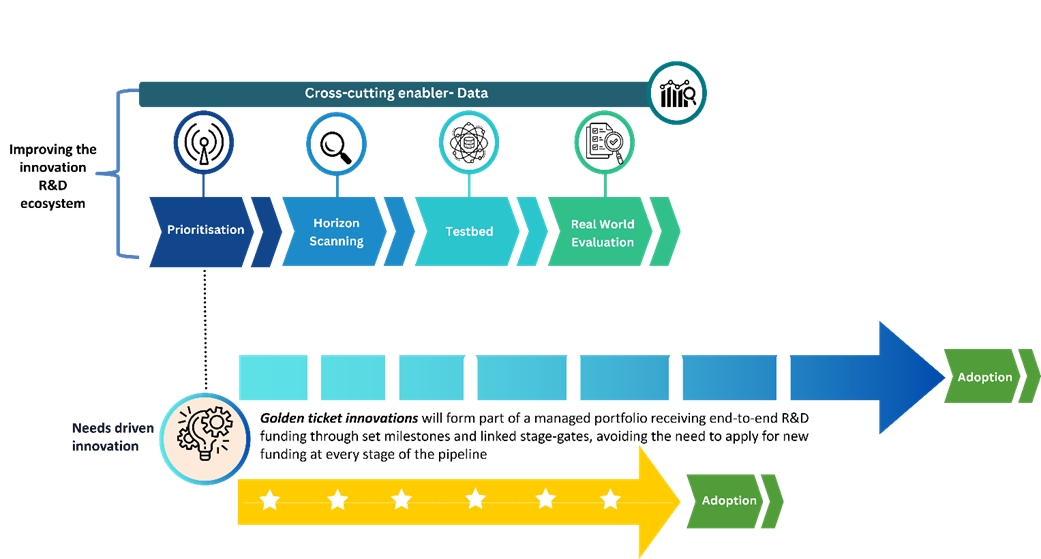 Cross-cutting enabler- Data
Improving the
innovation
R&D
ecosystem
Prioritisation
Horizon
Scanning
Testbed
Real World
Evaluation
Adoption
Needs driven
innovation
Golden ticket innovations will form part of a managed portfolio receiving end-to-end R&D
funding through set milestones and linked stage-gates, avoiding the need to apply for new
funding at every stage of the pipeline
Adoption